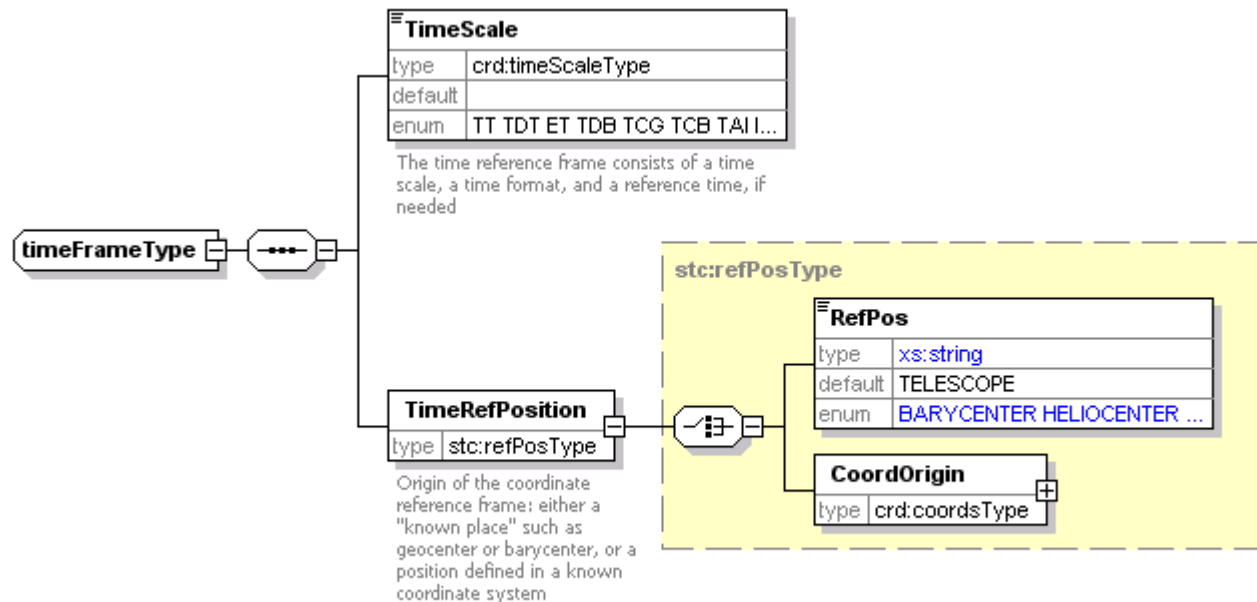 TimeScale
type crd:timeScaleType
default
enum TT TDT ET TDB TCG TCB TAI I...
The time reference frame consists of a time
scale, a time format, and a reference time, if
needed
timeFrameType
stc:refPosType
RefPos
type xs:string
default TELESCOPE
enum BARYCENTER HELIOCENTER ...
TimeRefPosition
type stc:refPosType
Origin of the coordinate
reference frame: either a
"known place" such as
geocenter or barycenter, or a
position defined in a known
coordinate system
CoordOrigin
type crd:coordsType